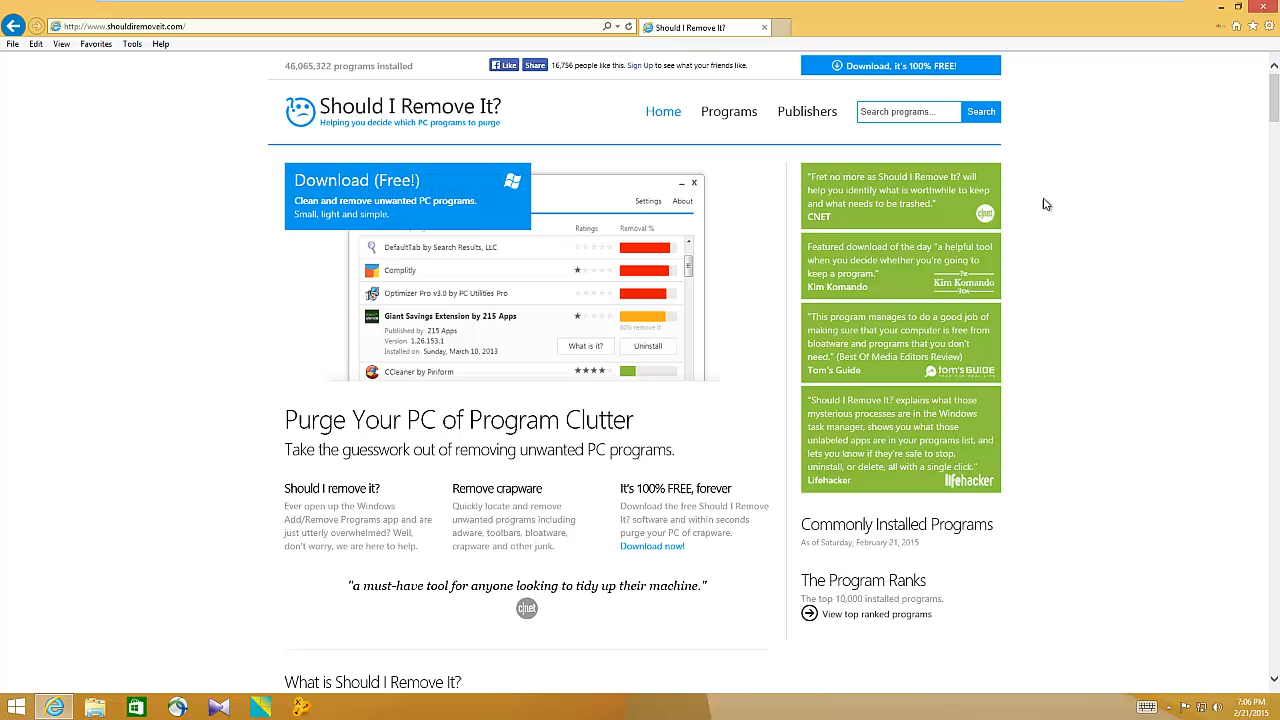 http://www.shouldiremoveit.com/
Should I Remove It?
File Edit View Favorites Tools Help
46,065,322 programs installed
Like Share 16,756 people like this. Sign Up to see what your friends like.
Download, it's 100% FREE!
Should I Remove It?
Helping you decide which PC programs to purge
Home Programs Publishers
Search programs... Search
Download (Free!)
Clean and remove unwanted PC programs.
Small, light and simple.
Settings About
Ratings Removal %
DefaultTab by Search Results, LLC
Complitly
Optimizer Pro v3.0 by PC Utilities Pro
Giant Savings Extension by 215 Apps
60% remove it
Published by 215 Apps
Version 1.26.153.1
Installed on Sunday, March 10, 2013
What is it? Uninstall
CCleaner by Piriform
"Fret no more as Should I Remove It? will
help you identify what is worthwhile to keep
and what needs to be trashed."
CNET
c|net
Featured download of the day "a helpful tool
when you decide whether you're going to
keep a program."
Kim Komando
The
Kim Komando
Show
"This program manages to do a good job of
making sure that your computer is free from
bloatware and programs that you don't
need." (Best Of Media Editors Review)
Tom's Guide
tom's GUIDE
"Should I Remove It? explains what those
mysterious processes are in the Windows
task manager, shows you what those
unlabeled apps are in your programs list, and
lets you know if they're safe to stop,
uninstall, or delete, all with a single click."
Lifehacker
lifehacker
Purge Your PC of Program Clutter
Take the guesswork out of removing unwanted PC programs.
Should I remove it?
Ever open up the Windows
Add/Remove Programs app and are
just utterly overwhelmed? Well,
don't worry, we are here to help.
Remove crapware
Quickly locate and remove
unwanted programs including
adware, toolbars, bloatware,
crapware and other junk.
It's 100% FREE, forever
Download the free Should I Remove
It? software and within seconds
purge your PC of crapware.
Download now!
"a must-have tool for anyone looking to tidy up their machine."
c|net
Commonly Installed Programs
As of Saturday, February 21, 2015
The Program Ranks
The top 10,000 installed programs.
View top ranked programs
What is Should I Remove It?
7:06 PM
2/21/2015